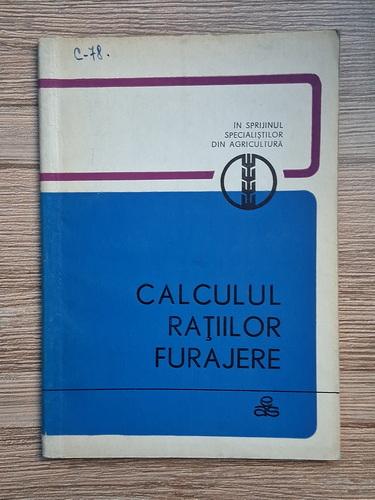 C-78.
ÎN SPRIJINUL
SPECIALIȘTILOR
DIN AGRICULTURĂ
CALCULUL
RAȚIILOR
FURAJERE